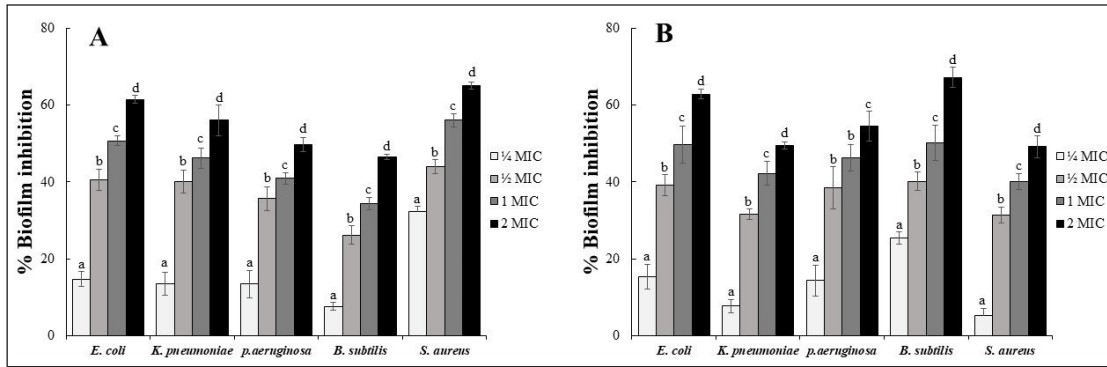 A
% Biofilm inhibition
80
60
40
20
0
d
d
d
d
d
c
c
c
c
c
b
b
b
b
b
a
a
a
a
a
E. coli
K. pneumoniae
p.aeruginosa
B. subtilis
S. aureus
¼ MIC
½ MIC
1 MIC
2 MIC
B
% Biofilm inhibition
80
60
40
20
0
a
b
c
d
a
b
c
d
a
b
b
c
a
b
c
d
a
b
c
d
E. coli
K. pneumoniae
p.aeruginosa
B. subtilis
S. aureus
¼ MIC
½ MIC
1 MIC
2 MIC